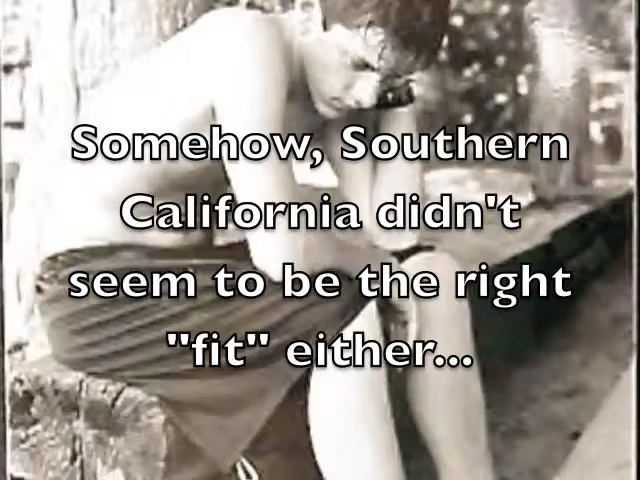 Somehow, Southern
California didn't
seem to be the right
"fit" either...